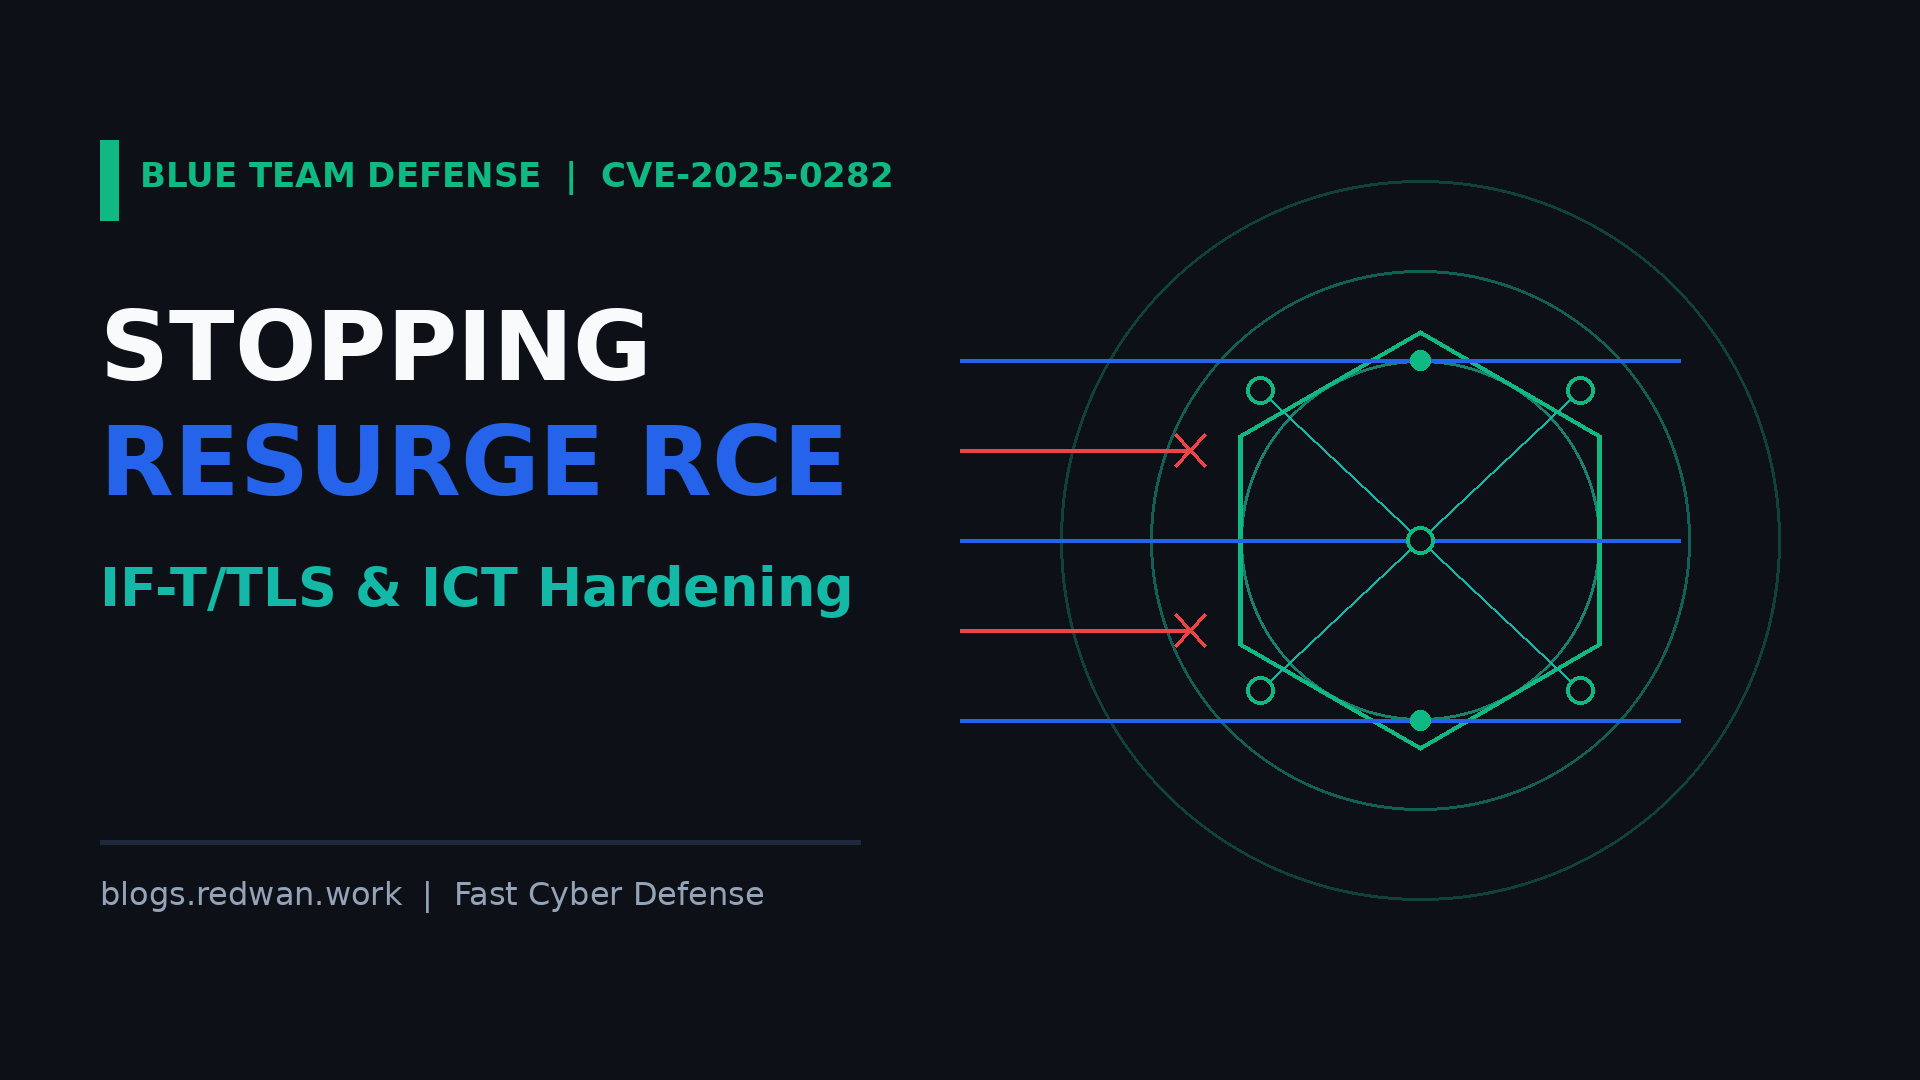 BLUE TEAM DEFENSE | CVE-2025-0282
STOPPING
RESURGE RCE
IF-T/TLS & ICT Hardening
blogs.redwan.work | Fast Cyber Defense